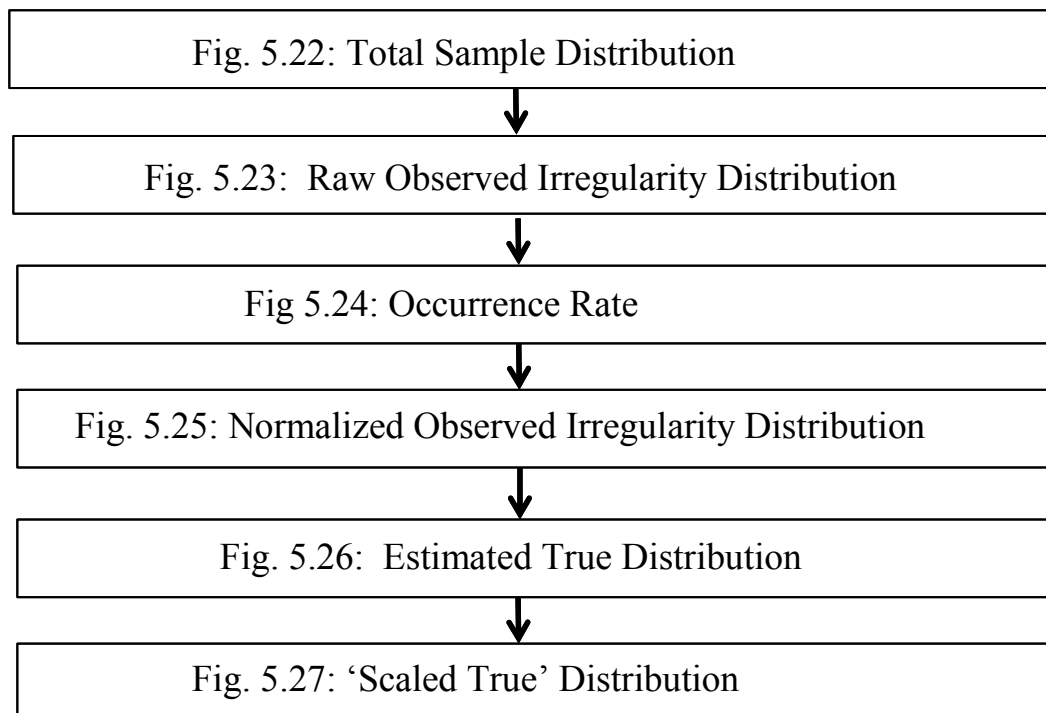 Fig. 5.22: Total Sample Distribution
Fig. 5.23: Raw Observed Irregularity Distribution
Fig 5.24: Occurrence Rate
Fig. 5.25: Normalized Observed Irregularity Distribution
Fig. 5.26: Estimated True Distribution
Fig. 5.27: ‘Scaled True’ Distribution